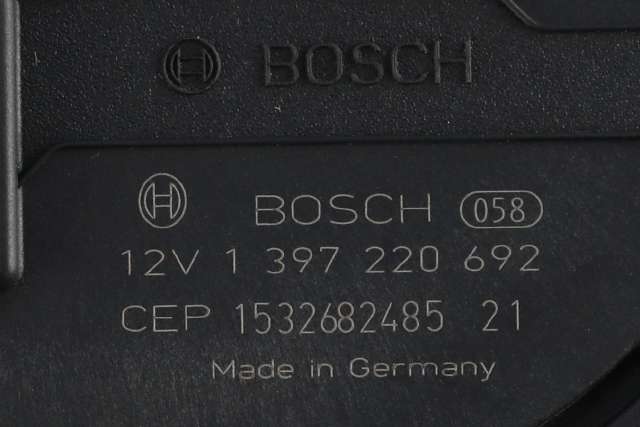 BOSCH
BOSCH 058
12V 1 397 220 692
CEP 1532682485 21
Made in Germany